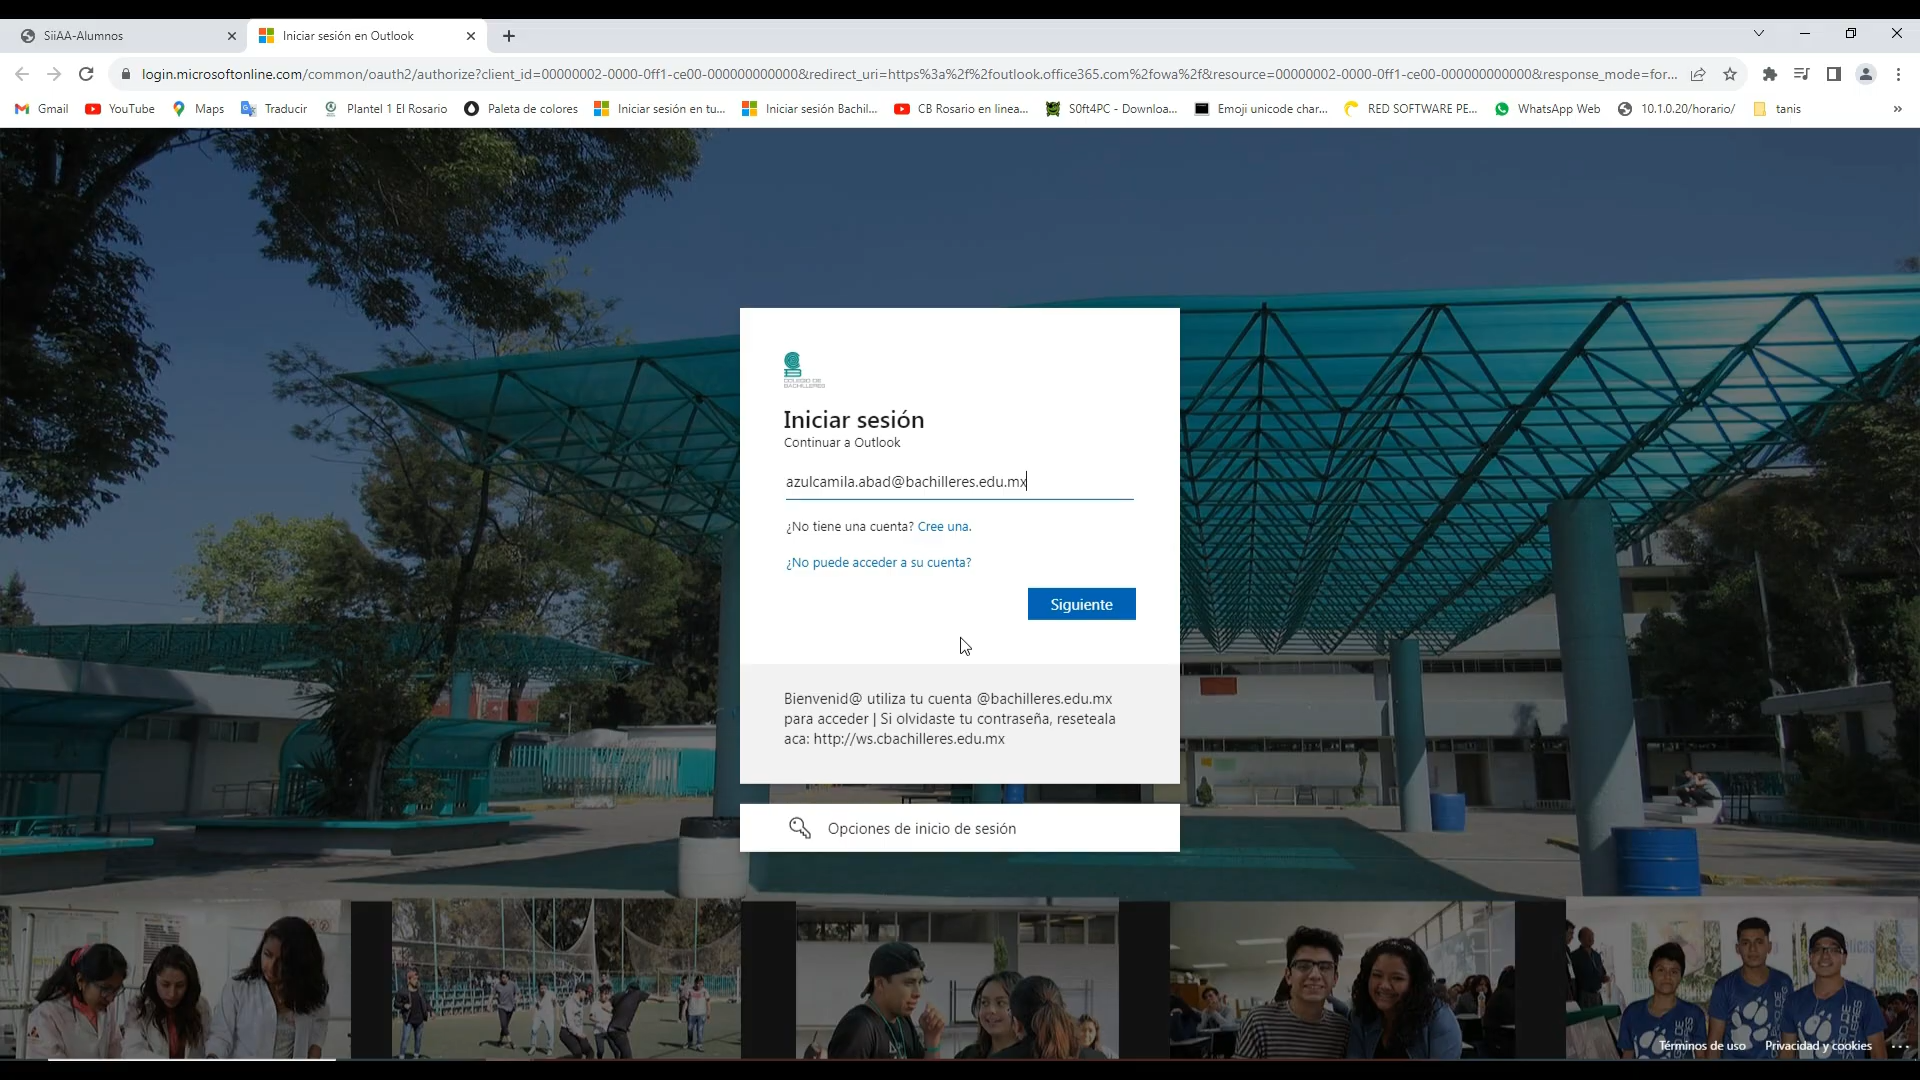 SiiAA-Alumnos
Iniciar sesión en Outlook
login.microsoftonline.com/common/oauth2/authorize?client_id=00000002-0000-0ff1-ce00-000000000000&redirect_uri=https%3a%2f%2foutlook.office365.com%2fowa%2f&resource=00000002-0000-0ff1-ce00-000000000000&response_mode=for...
Gmail
YouTube
Maps
Traducir
Plantel 1 El Rosario
Paleta de colores
Iniciar sesión en tu...
Iniciar sesión Bachil...
CB Rosario en linea...
S0ft4PC - Downloa...
Emoji unicode char...
RED SOFTWARE PE...
WhatsApp Web
10.1.0.20/horario/
tanis
COLEGIO DE
BACHILLERES
Iniciar sesión
Continuar a Outlook
azulcamila.abad@bachilleres.edu.mx
¿No tiene una cuenta? Cree una.
¿No puede acceder a su cuenta?
Siguiente
Bienvenid@ utiliza tu cuenta @bachilleres.edu.mx
para acceder | Si olvidaste tu contraseña, reseteala
aca: http://ws.cbachilleres.edu.mx
Opciones de inicio de sesión
Términos de uso
Privacidad y cookies